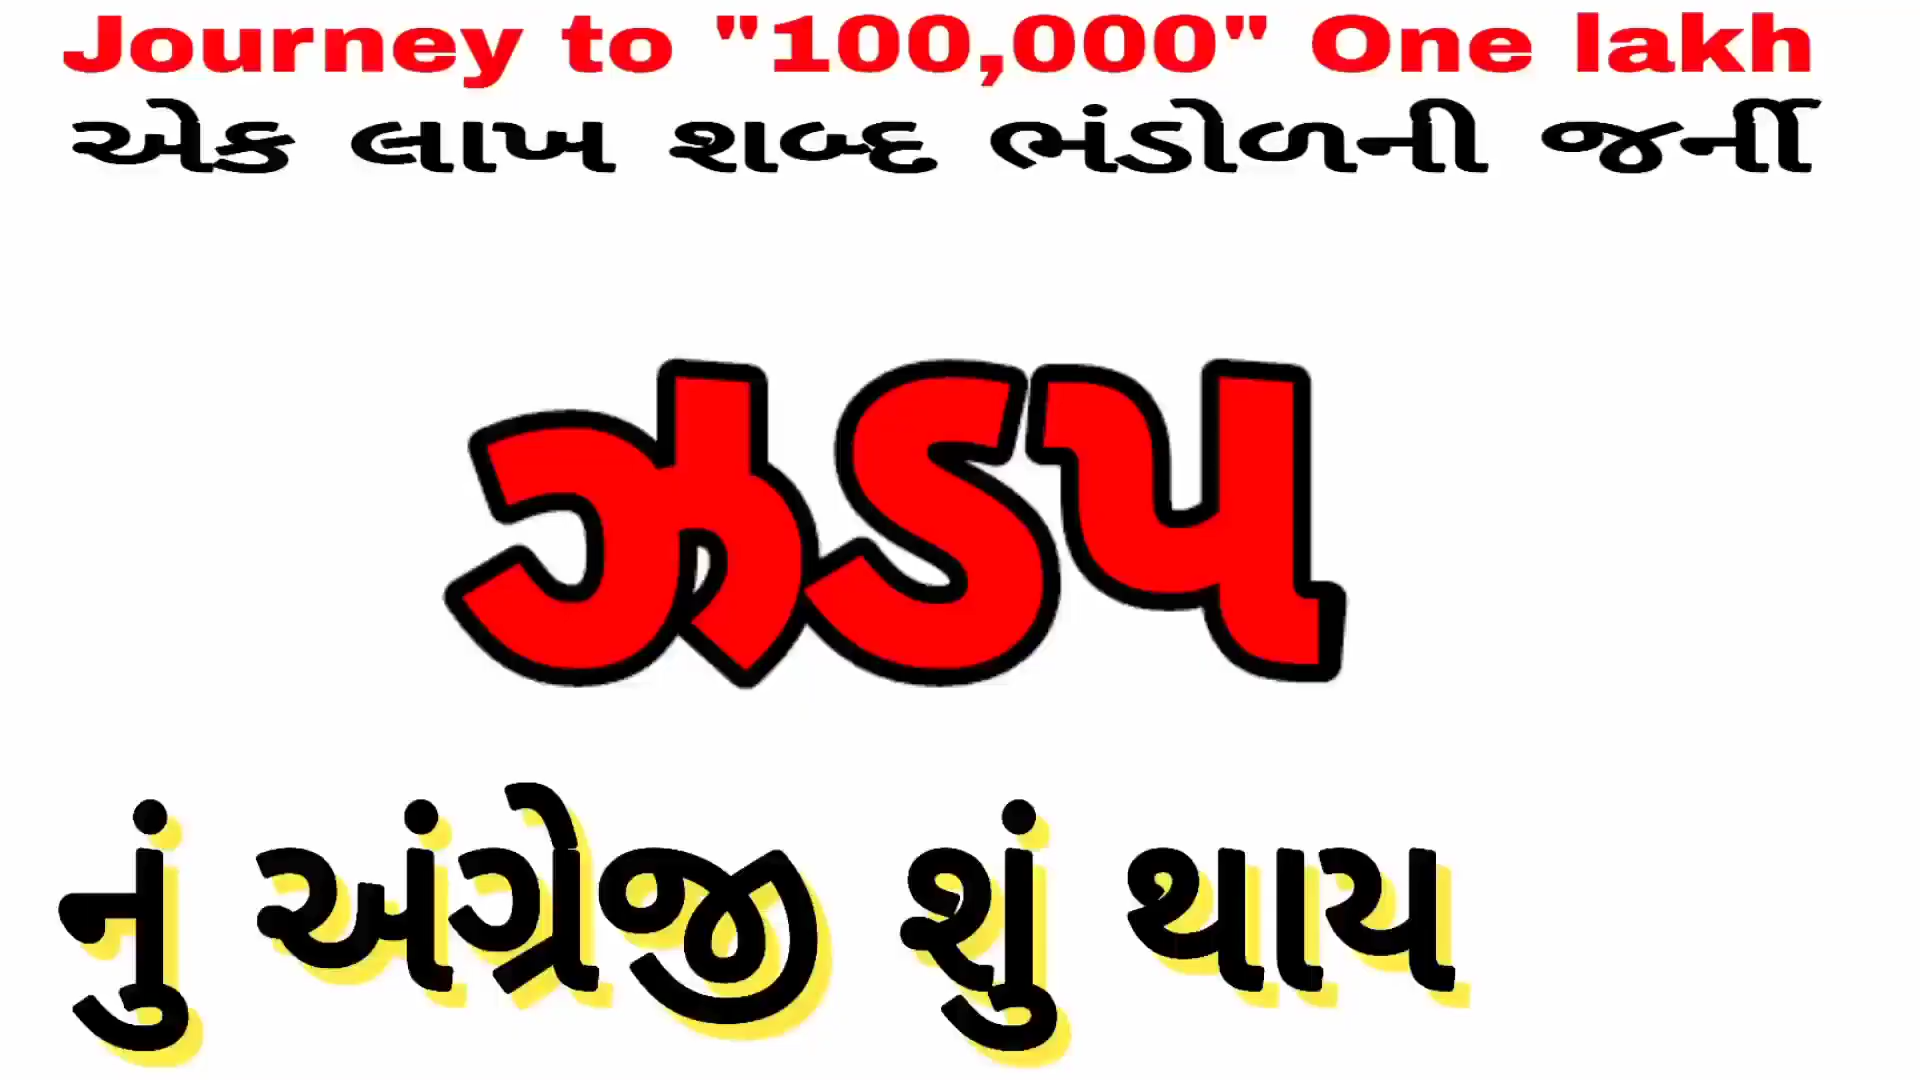 Journey to "100,000" One lakh
એક લાખ શબ્દ ભંડોળની જર્ની
ઝડપ
નું અંગ્રેજી શું થાય